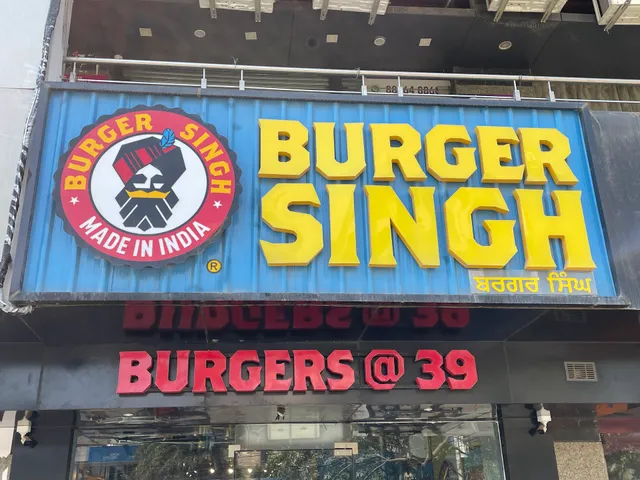 BURGER SINGH
MADE IN INDIA
®
BURGER
SINGH
ਬਰਗਰ ਸਿੰਘ
BURGERS @ 39